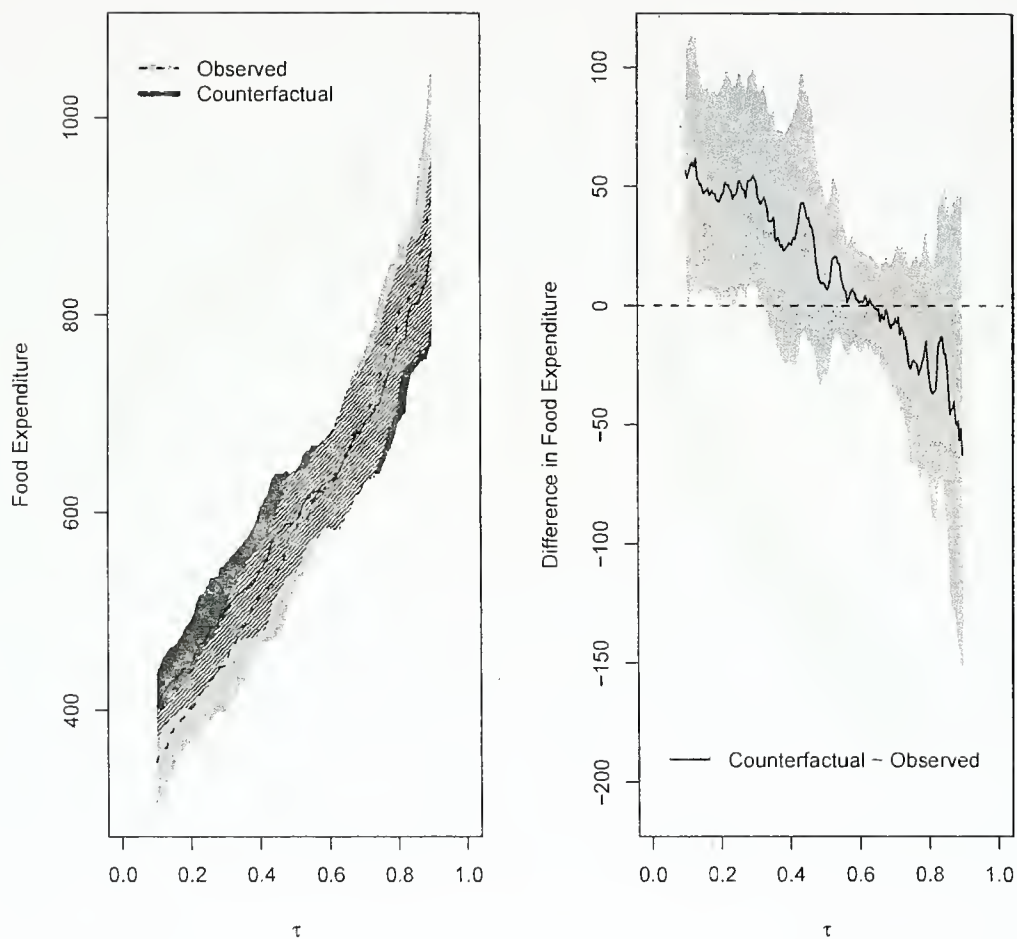 Observed
Counterfactual
1000
800
600
400
Food Expenditure
0.0 0.2 0.4 0.6 0.8 1.0
τ
100
50
0
−50
−100
−150
−200
Difference in Food Expenditure
Counterfactual − Observed
0.0 0.2 0.4 0.6 0.8 1.0
τ